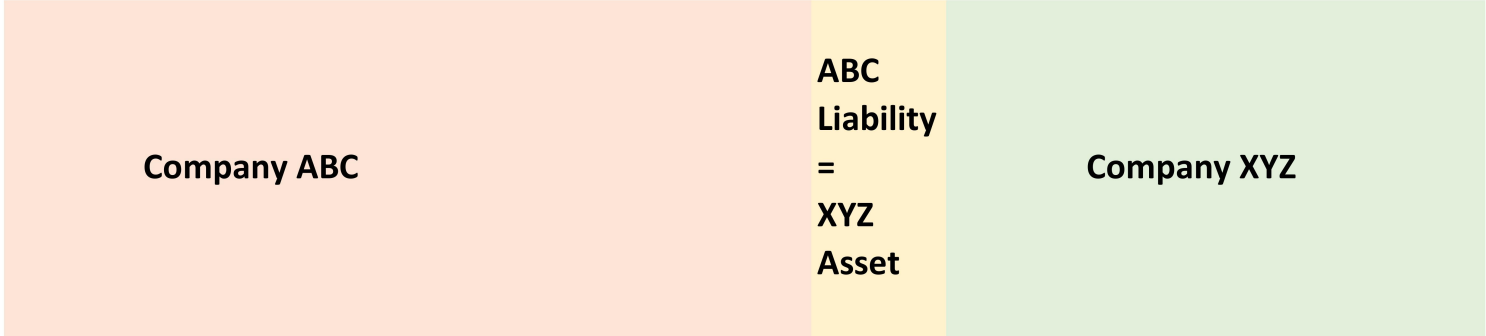 Company ABC
ABC
Liability
=
XYZ
Asset
Company XYZ